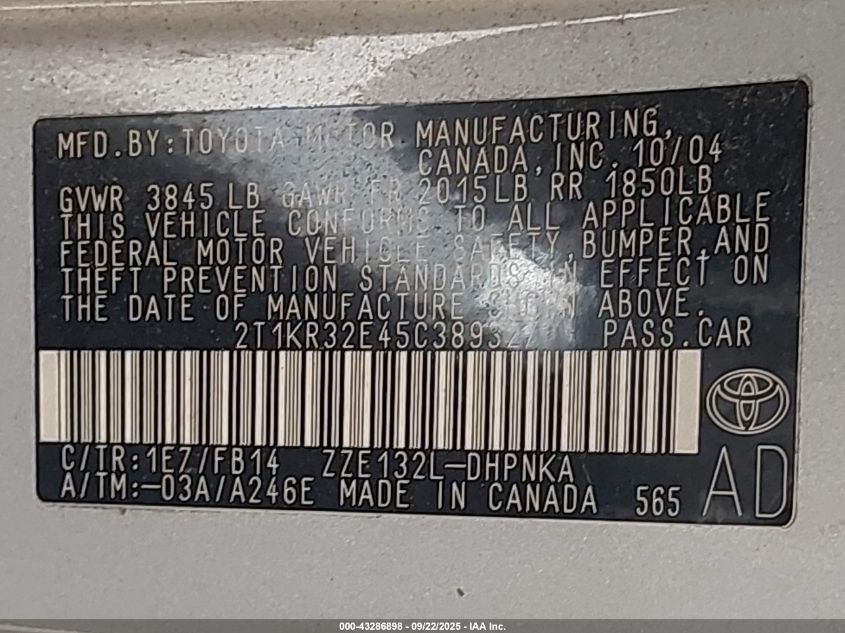 MFD.BY:TOYOTA MOTOR MANUFACTURING,
CANADA, INC. 10/04
GVWR 3845 LB GAWR FR 2015LB RR 1850LB
THIS VEHICLE CONFORMS TO ALL APPLICABLE
FEDERAL MOTOR VEHICLE SAFETY, BUMPER, AND
THEFT PREVENTION STANDARDS IN EFFECT ON
THE DATE OF MANUFACTURE SHOWN ABOVE.
PASS.CAR
C/TR:1E7/FB14 ZZE132L-DHPNKA
A/TM:-03A/A246E MADE IN CANADA 565
AD
000-43286898 - 09/22/2025 - IAA Inc.